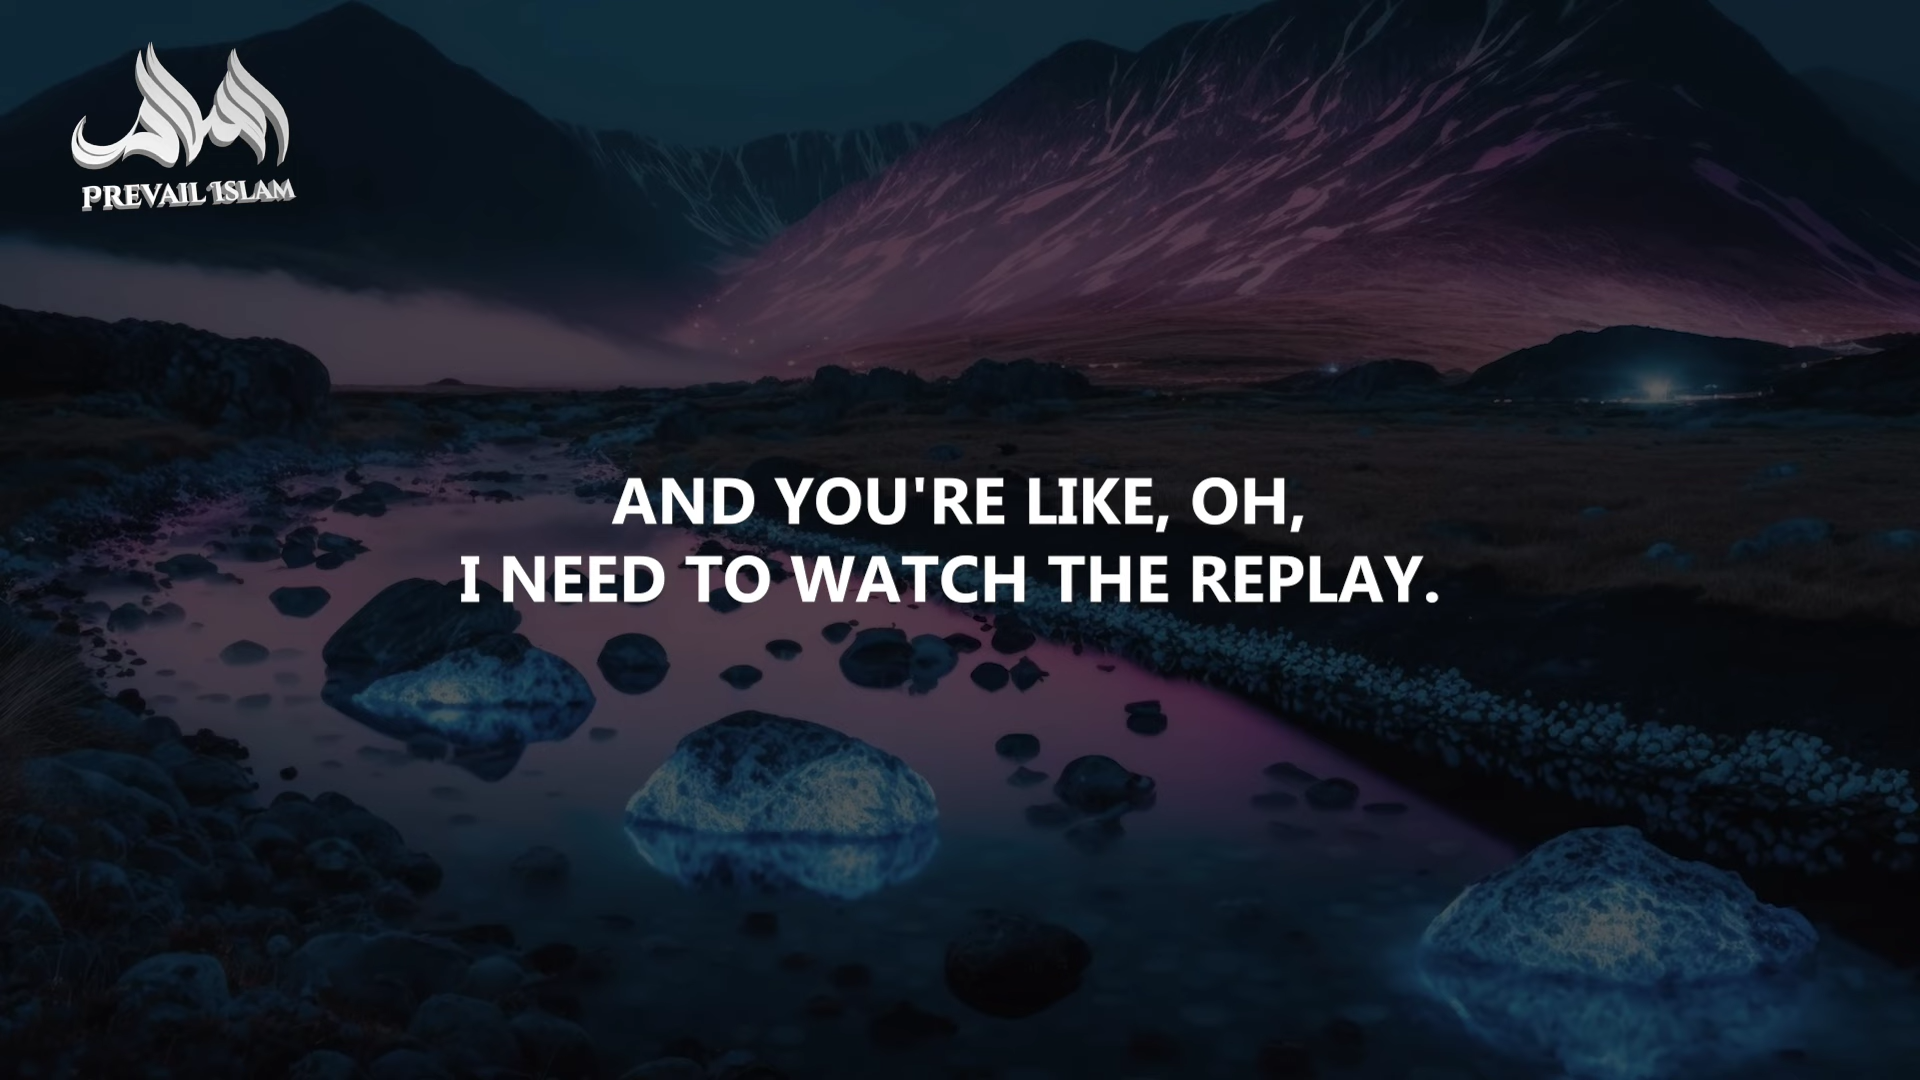 PREVAIL ISLAM
AND YOU'RE LIKE, OH,
I NEED TO WATCH THE REPLAY.